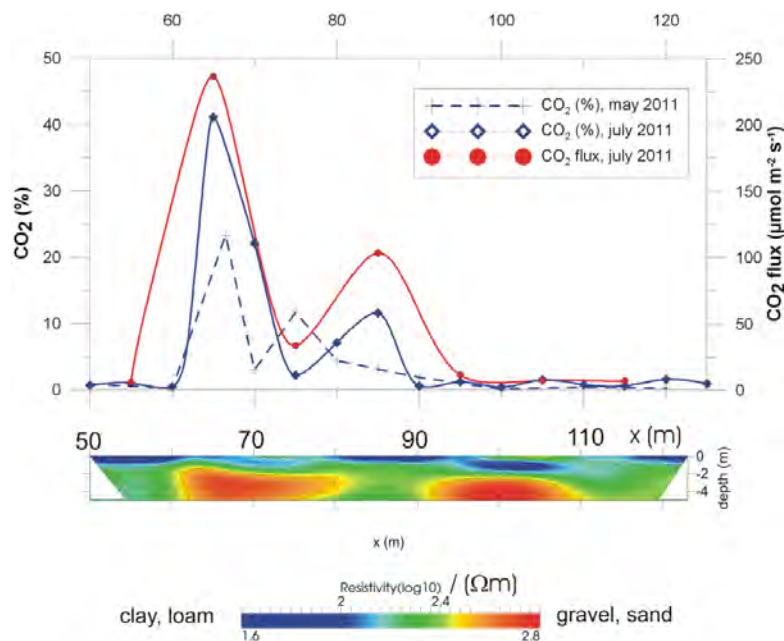 60 80 100 120
50 250
CO2 (%), may 2011
CO2 (%), july 2011
CO2 flux, july 2011
40 200
30 150
20 100
10 50
0 0
CO2 (%)
CO2 flux (µmol m-2 s-1)
50 70 90 110 x (m)
0
-2
-4
depth (m)
x (m)
Resistivity(log10) / (Ωm)
clay, loam 2 2.4 gravel, sand
1.6 2.8